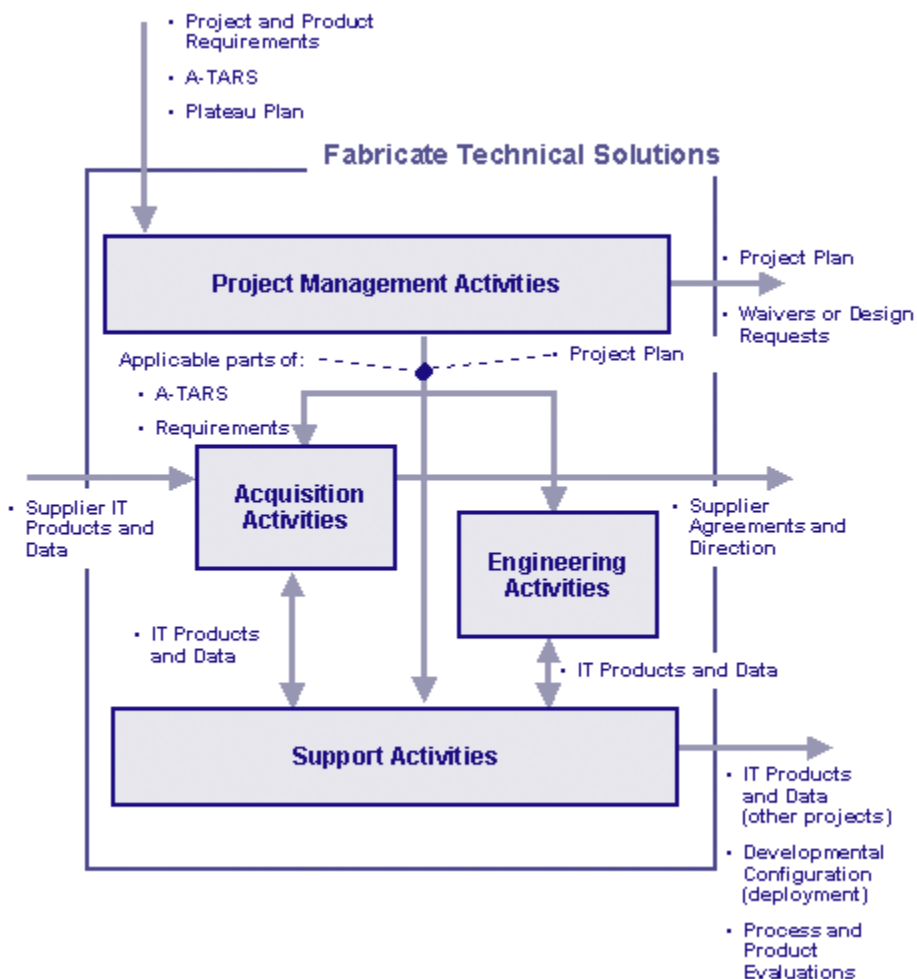 • Project and Product
Requirements
• A-TARS
• Plateau Plan
Fabricate Technical Solutions
Project Management Activities
• Project Plan
• Waivers or Design
Requests
Applicable parts of:
• Project Plan
• A-TARS
• Requirements
Acquisition
Activities
• Supplier IT
Products and
Data
• Supplier
Agreements and
Direction
Engineering
Activities
• IT Products
and Data
• IT Products and Data
Support Activities
• IT Products
and Data
(other projects)
• Developmental
Configuration
(deployment)
• Process and
Product
Evaluations